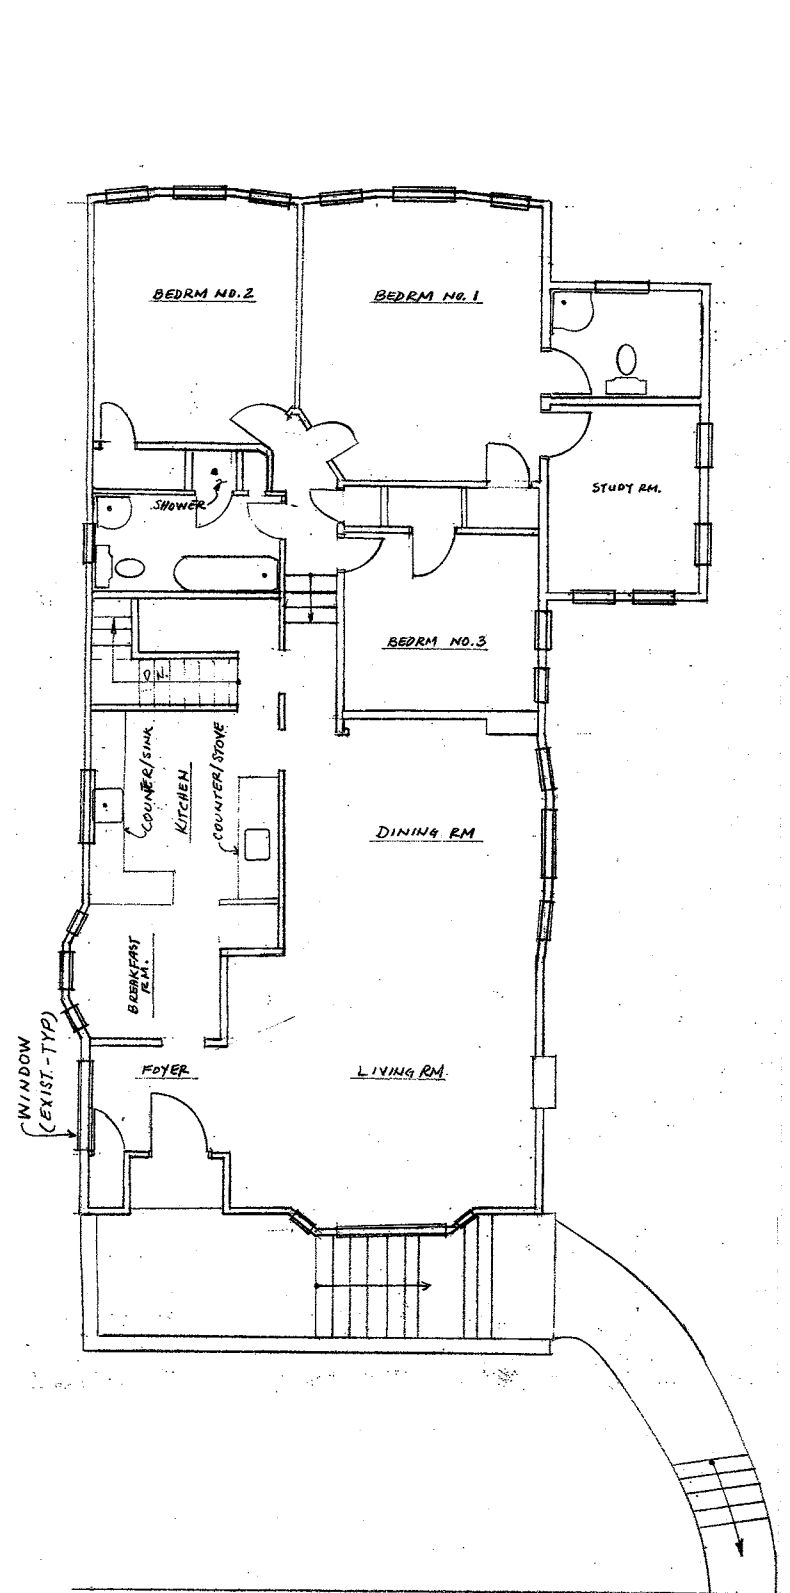 BEDRM NO.2
BEDRM NO.1
STUDY RM.
SHOWER
BEDRM NO.3
DN.
COUNTER/SINK
KITCHEN
COUNTER/STOVE
DINING RM
BREAKFAST
RM.
WINDOW
(EXIST.-TYP)
FOYER
LIVING RM.